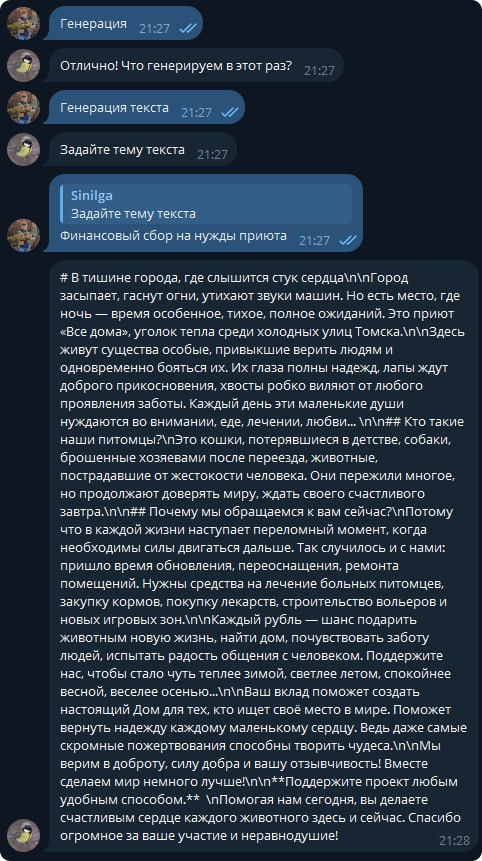 Генерация 21:27
Отлично! Что генерируем в этот раз? 21:27
Генерация текста 21:27
Задайте тему текста 21:27
Sinilga
Задайте тему текста
Финансовый сбор на нужды приюта 21:27
# В тишине города, где слышится стук сердца\n\nГород
засыпает, гаснут огни, утихают звуки машин. Но есть место, где
ночь — время особенное, тихое, полное ожиданий. Это приют
«Все дома», уголок тепла среди холодных улиц Томска.\n\nЗдесь
живут существа особые, привыкшие верить людям и
одновременно бояться их. Их глаза полны надежд, лапы ждут
доброго прикосновения, хвосты робко виляют от любого
проявления заботы. Каждый день эти маленькие души
нуждаются во внимании, еде, лечении, любви... \n\n## Кто такие
наши питомцы?\nЭто кошки, потерявшиеся в детстве, собаки,
брошенные хозяевами после переезда, животные,
пострадавшие от жестокости человека. Они пережили многое,
но продолжают доверять миру, ждать своего счастливого
завтра.\n\n## Почему мы обращаемся к вам сейчас?\nПотому
что в каждой жизни наступает переломный момент, когда
необходимы силы двигаться дальше. Так случилось и с нами:
пришло время обновления, переоснащения, ремонта
помещений. Нужны средства на лечение больных питомцев,
закупку кормов, покупку лекарств, строительство вольеров и
новых игровых зон.\n\nКаждый рубль — шанс подарить
животным новую жизнь, найти дом, почувствовать заботу
людей, испытать радость общения с человеком. Поддержите
нас, чтобы стало чуть теплее зимой, светлее летом, спокойнее
весной, веселее осенью...\n\nВаш вклад поможет создать
настоящий Дом для тех, кто ищет своё место в мире. Поможет
вернуть надежду каждому маленькому сердцу. Ведь даже самые
скромные пожертвования способны творить чудеса.\n\nМы
верим в доброту, силу добра и вашу отзывчивость! Вместе
сделаем мир немного лучше!\n\n**Поддержите проект любым
удобным способом.**  \nПомогая нам сегодня, вы делаете
счастливым сердце каждого животного здесь и сейчас. Спасибо
огромное за ваше участие и неравнодушие! 21:28